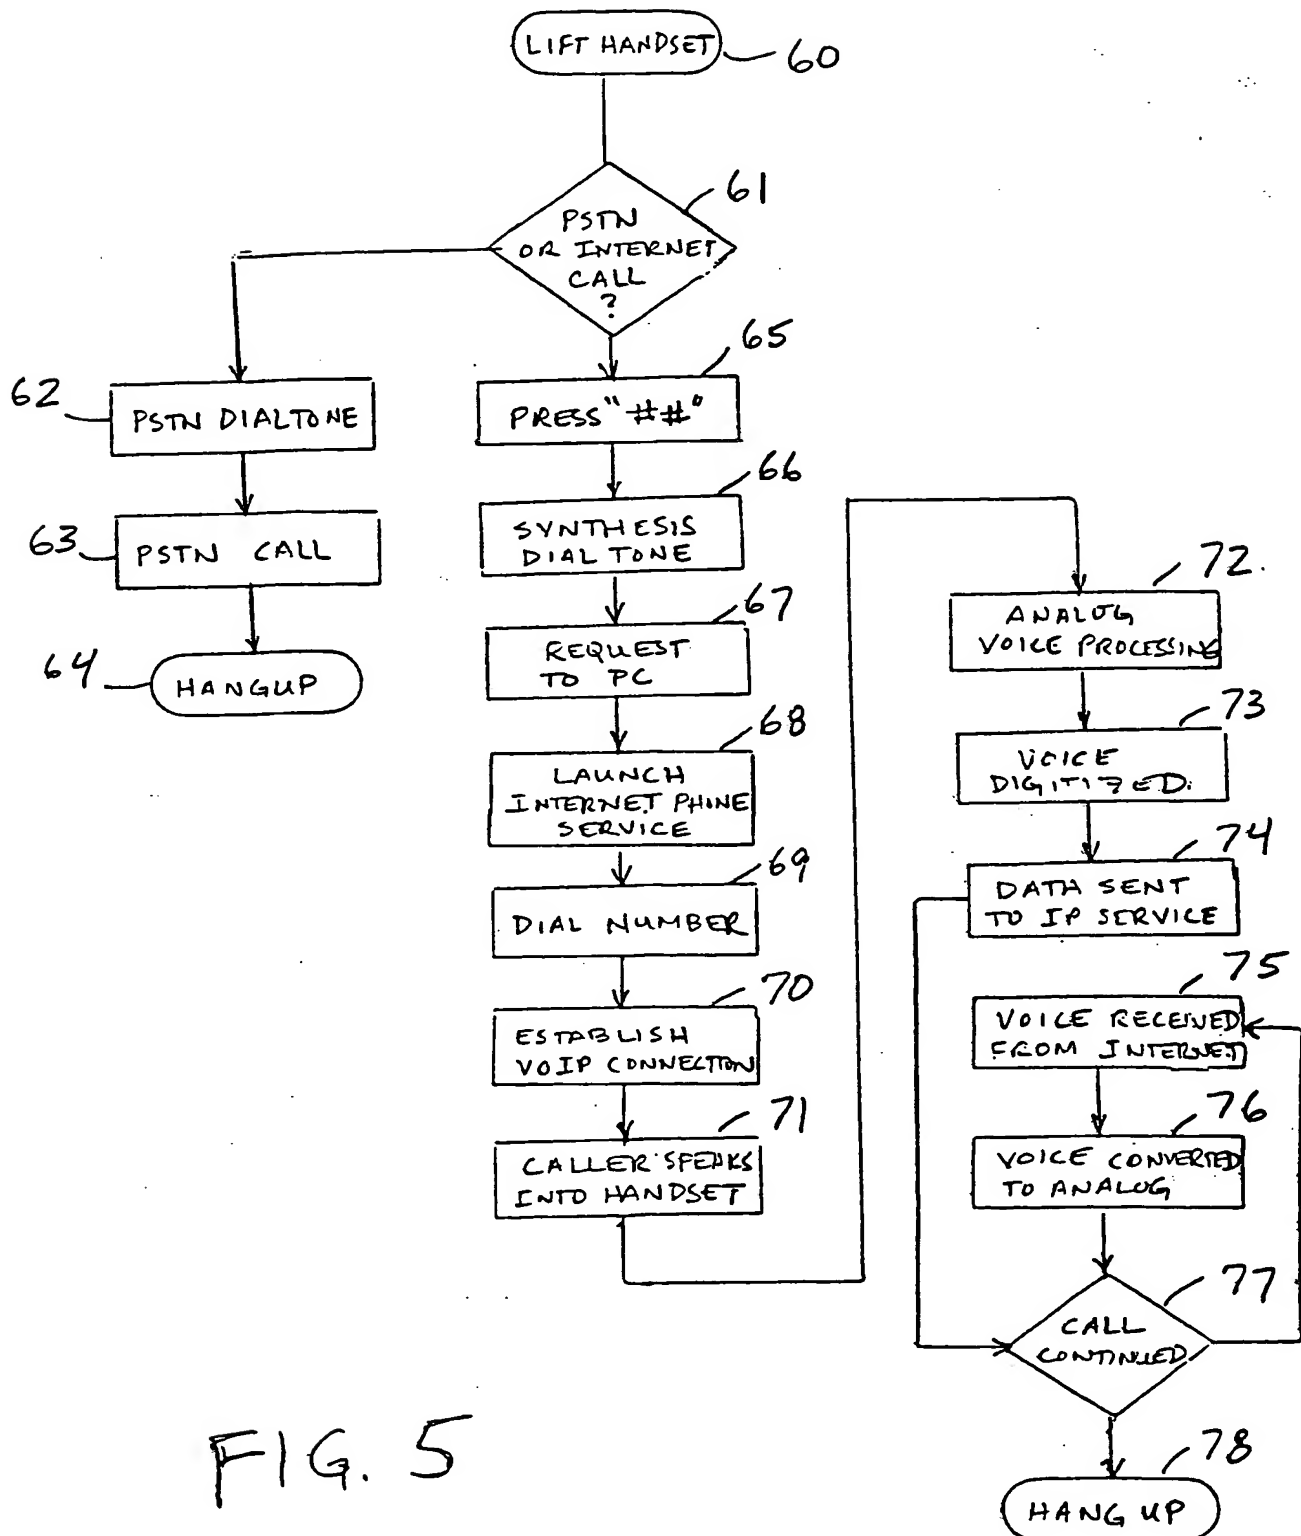 LIFT HANDSET
60
61
PSTN
OR INTERNET
CALL
?
62
PSTN DIALTONE
63
PSTN CALL
64
HANGUP
65
PRESS "##"
66
SYNTHESIS
DIAL TONE
67
REQUEST
TO PC
68
LAUNCH
INTERNET PHINE
SERVICE
69
DIAL NUMBER
70
ESTABLISH
VOIP CONNECTION
71
CALLER SPEAKS
INTO HANDSET
72.
ANALOG
VOICE PROCESSING
73
VOICE
DIGITIZED.
74
DATA SENT
TO IP SERVICE
75
VOICE RECEIVED
FROM INTERNET
76
VOICE CONVERTED
TO ANALOG
77
CALL
CONTINUED
78
HANG UP
FIG. 5